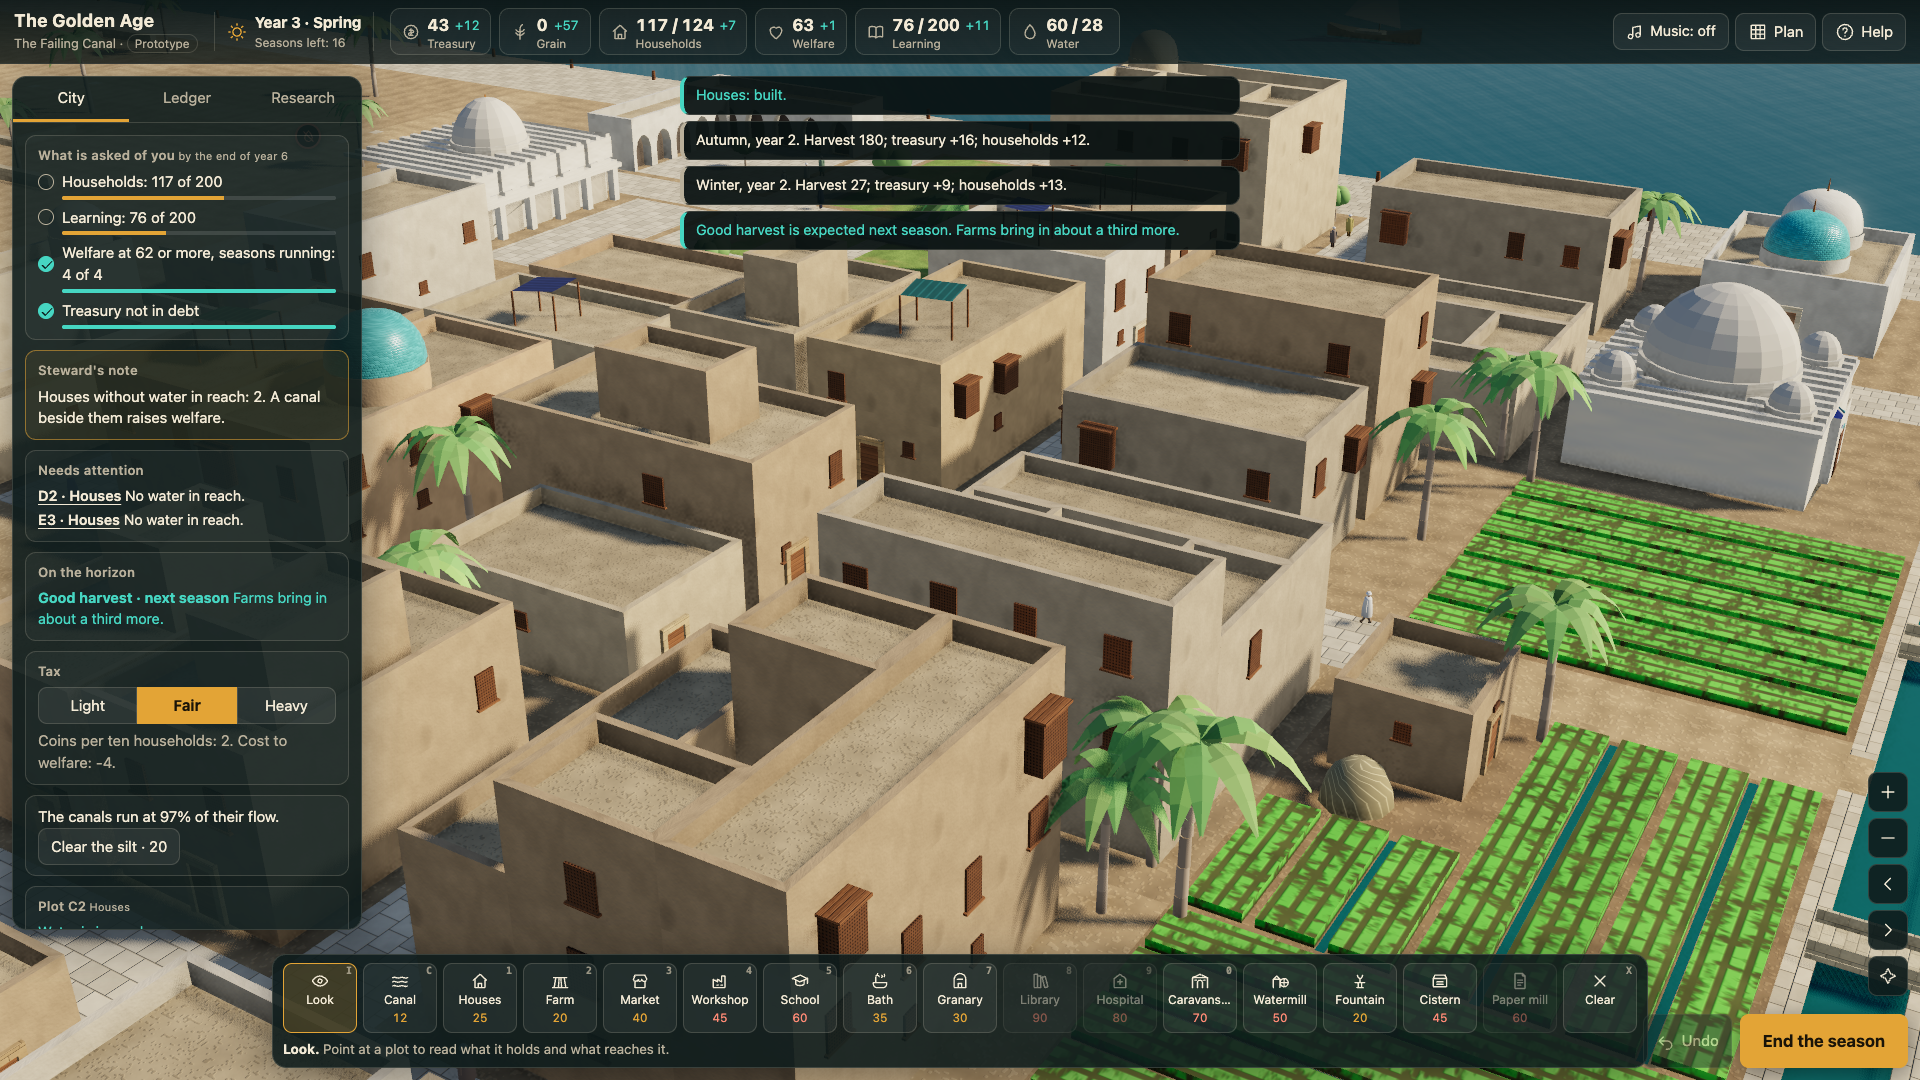 The Golden Age
The Failing Canal · Prototype
Year 3 · Spring
Seasons left: 16
43 +12
Treasury
0 +57
Grain
117 / 124 +7
Households
63 +1
Welfare
76 / 200 +11
Learning
60 / 28
Water
Music: off
Plan
Help
City
Ledger
Research
What is asked of you by the end of year 6
Households: 117 of 200
Learning: 76 of 200
Welfare at 62 or more, seasons running:
4 of 4
Treasury not in debt
Steward's note
Houses without water in reach: 2. A canal
beside them raises welfare.
Needs attention
D2 · Houses No water in reach.
E3 · Houses No water in reach.
On the horizon
Good harvest · next season Farms bring in
about a third more.
Tax
Light
Fair
Heavy
Coins per ten households: 2. Cost to
welfare: -4.
The canals run at 97% of their flow.
Clear the silt · 20
Plot C2 Houses
Houses: built.
Autumn, year 2. Harvest 180; treasury +16; households +12.
Winter, year 2. Harvest 27; treasury +9; households +13.
Good harvest is expected next season. Farms bring in about a third more.
I
Look
C
Canal
12
1
Houses
25
2
Farm
20
3
Market
40
4
Workshop
45
5
School
60
6
Bath
35
7
Granary
30
8
Library
90
9
Hospital
80
0
Caravans...
70
Watermill
50
Fountain
20
Cistern
45
Paper mill
60
X
Clear
Look. Point at a plot to read what it holds and what reaches it.
Undo
End the season